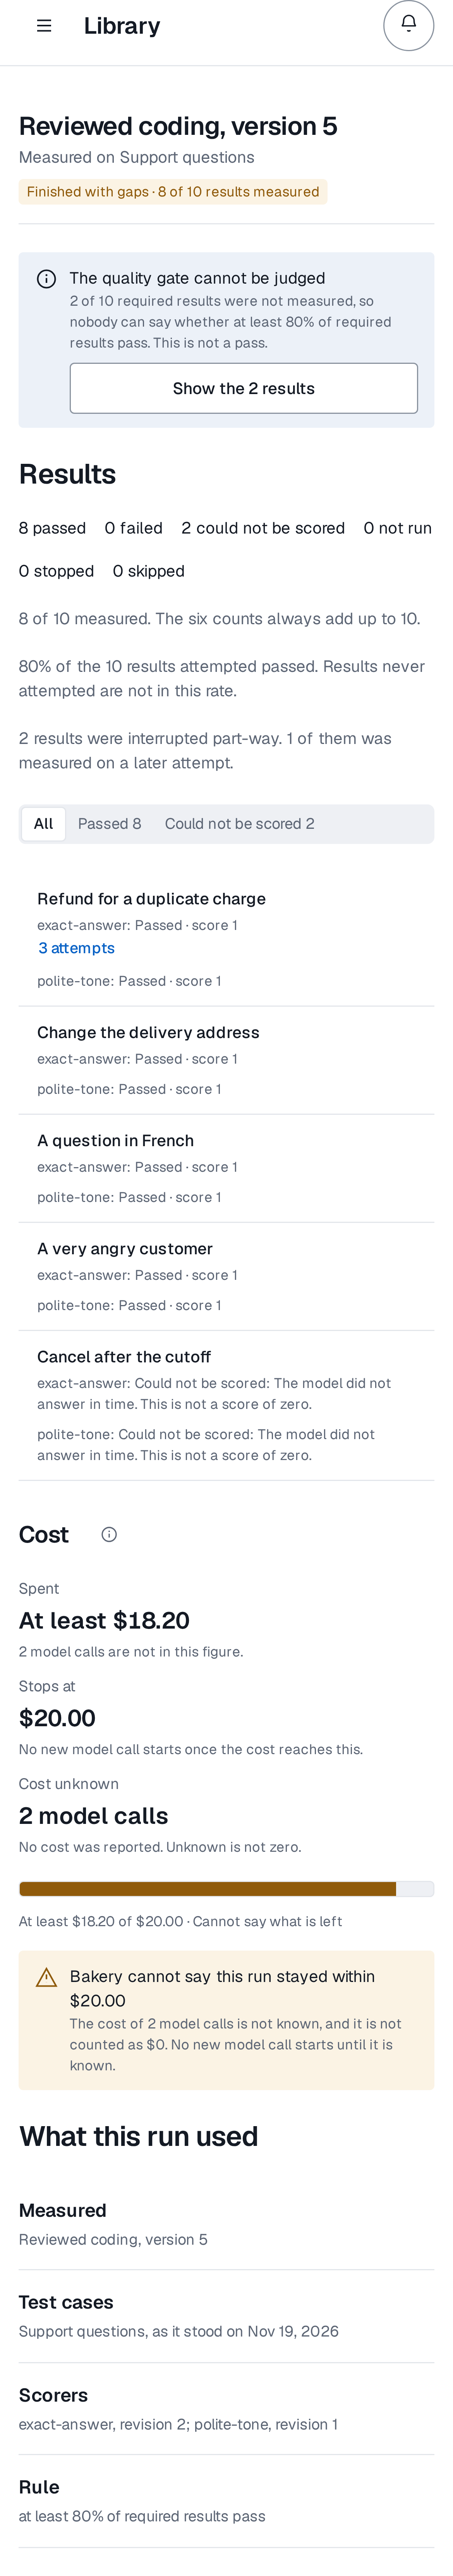 Library
Reviewed coding, version 5
Measured on Support questions
Finished with gaps · 8 of 10 results measured
The quality gate cannot be judged
2 of 10 required results were not measured, so
nobody can say whether at least 80% of required
results pass. This is not a pass.
Show the 2 results
Results
8 passed 0 failed 2 could not be scored 0 not run
0 stopped 0 skipped
8 of 10 measured. The six counts always add up to 10.
80% of the 10 results attempted passed. Results never
attempted are not in this rate.
2 results were interrupted part-way. 1 of them was
measured on a later attempt.
All Passed 8 Could not be scored 2
Refund for a duplicate charge
exact-answer: Passed · score 1
3 attempts
polite-tone: Passed · score 1
Change the delivery address
exact-answer: Passed · score 1
polite-tone: Passed · score 1
A question in French
exact-answer: Passed · score 1
polite-tone: Passed · score 1
A very angry customer
exact-answer: Passed · score 1
polite-tone: Passed · score 1
Cancel after the cutoff
exact-answer: Could not be scored: The model did not
answer in time. This is not a score of zero.
polite-tone: Could not be scored: The model did not
answer in time. This is not a score of zero.
Cost
Spent
At least $18.20
2 model calls are not in this figure.
Stops at
$20.00
No new model call starts once the cost reaches this.
Cost unknown
2 model calls
No cost was reported. Unknown is not zero.
At least $18.20 of $20.00 · Cannot say what is left
Bakery cannot say this run stayed within
$20.00
The cost of 2 model calls is not known, and it is not
counted as $0. No new model call starts until it is
known.
What this run used
Measured
Reviewed coding, version 5
Test cases
Support questions, as it stood on Nov 19, 2026
Scorers
exact-answer, revision 2; polite-tone, revision 1
Rule
at least 80% of required results pass